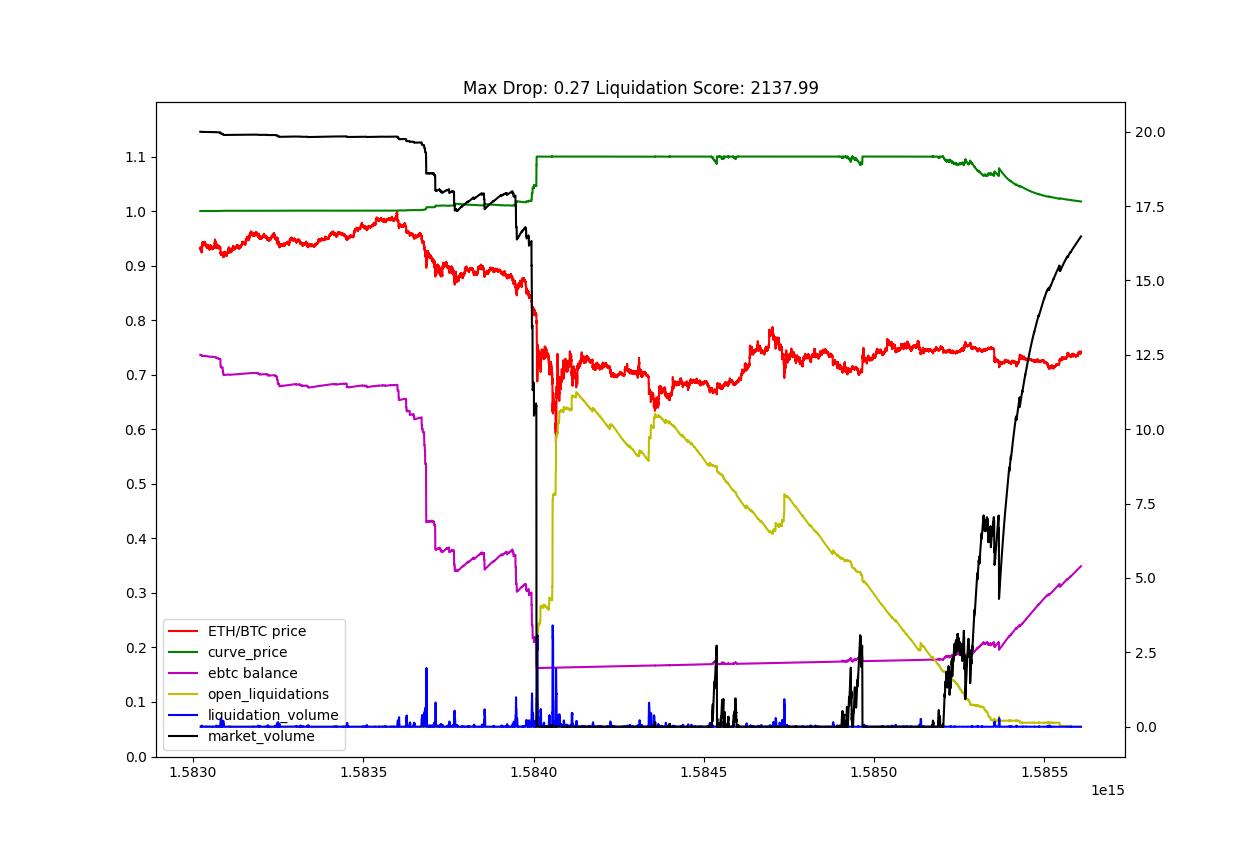 Max Drop: 0.27 Liquidation Score: 2137.99
1.1
1.0
0.9
0.8
0.7
0.6
0.5
0.4
0.3
0.2
0.1
0.0
20.0
17.5
15.0
12.5
10.0
7.5
5.0
2.5
0.0
ETH/BTC price
curve_price
ebtc balance
open_liquidations
liquidation_volume
market_volume
1.5830 1.5835 1.5840 1.5845 1.5850 1.5855
1e15